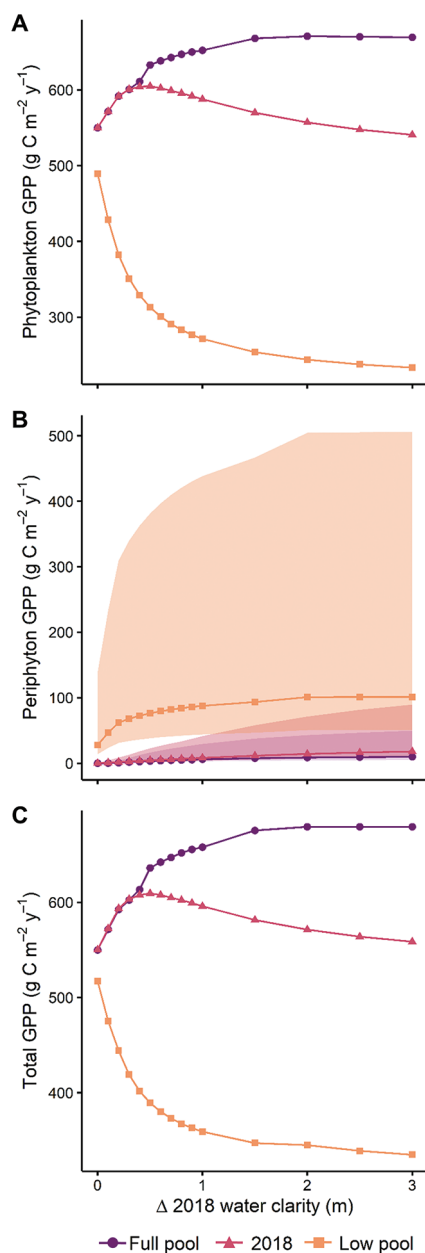 A
Phytoplankton GPP (g C m⁻² y⁻¹)
600
500
400
300
B
Periphyton GPP (g C m⁻² y⁻¹)
500
400
300
200
100
0
C
Total GPP (g C m⁻² y⁻¹)
600
500
400
0 1 2 3
Δ 2018 water clarity (m)
Full pool 2018 Low pool